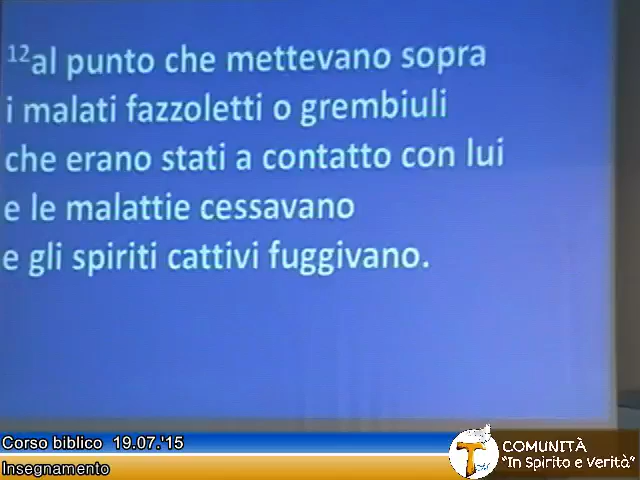 12al punto che mettevano sopra
i malati fazzoletti o grembiuli
che erano stati a contatto con lui
e le malattie cessavano
e gli spiriti cattivi fuggivano.
Corso biblico 19.07.'15
Insegnamento
COMUNITÀ
"In Spirito e Verità"